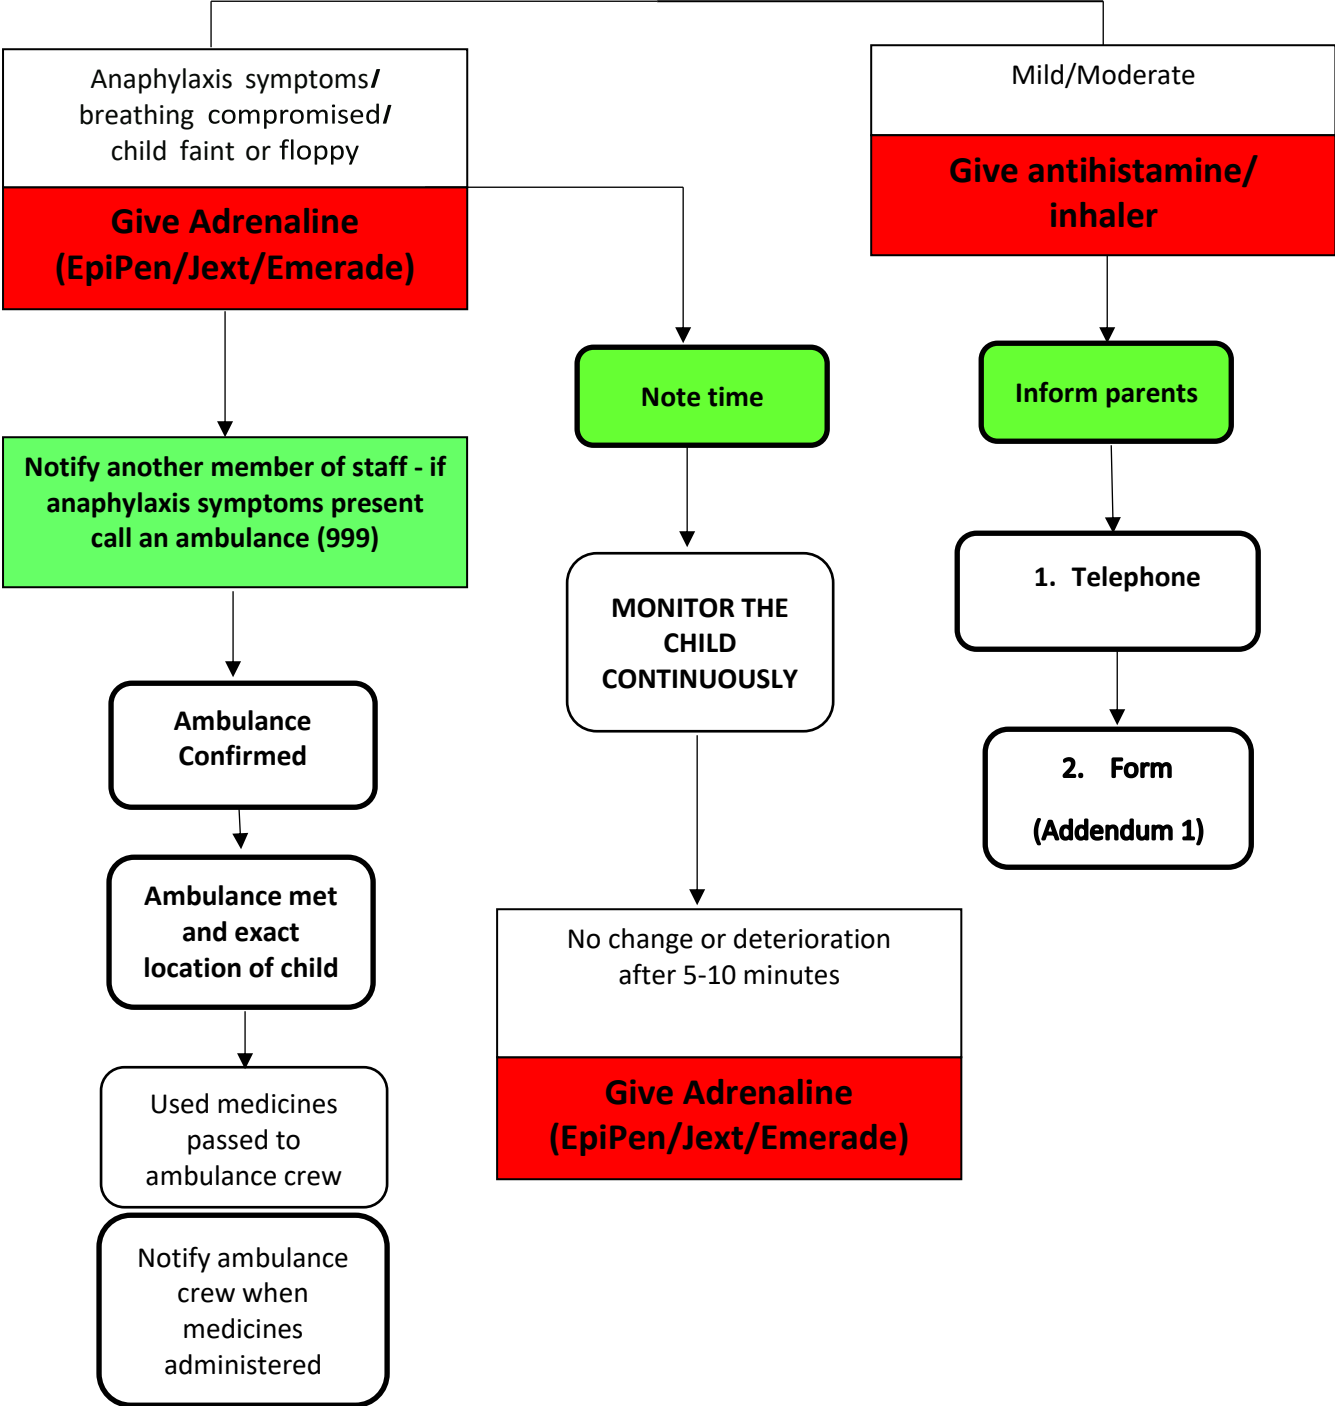 Anaphylaxis symptoms/
breathing compromised/
child faint or floppy
Give Adrenaline
(EpiPen/Jext/Emerade)
Notify another member of staff - if
anaphylaxis symptoms present
call an ambulance (999)
Ambulance
Confirmed
Ambulance met
and exact
location of child
Used medicines
passed to
ambulance crew
Notify ambulance
crew when
medicines
administered
Note time
MONITOR THE
CHILD
CONTINUOUSLY
No change or deterioration
after 5-10 minutes
Give Adrenaline
(EpiPen/Jext/Emerade)
Mild/Moderate
Give antihistamine/
inhaler
Inform parents
1. Telephone
2. Form
(Addendum 1)